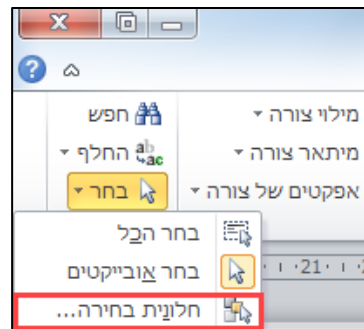 מילוי צורה
מיתאר צורה
אפקטים של צורה
חפש
החלף
בחר
בחר הכל
בחר אובייקטים
חלונית בחירה...
21